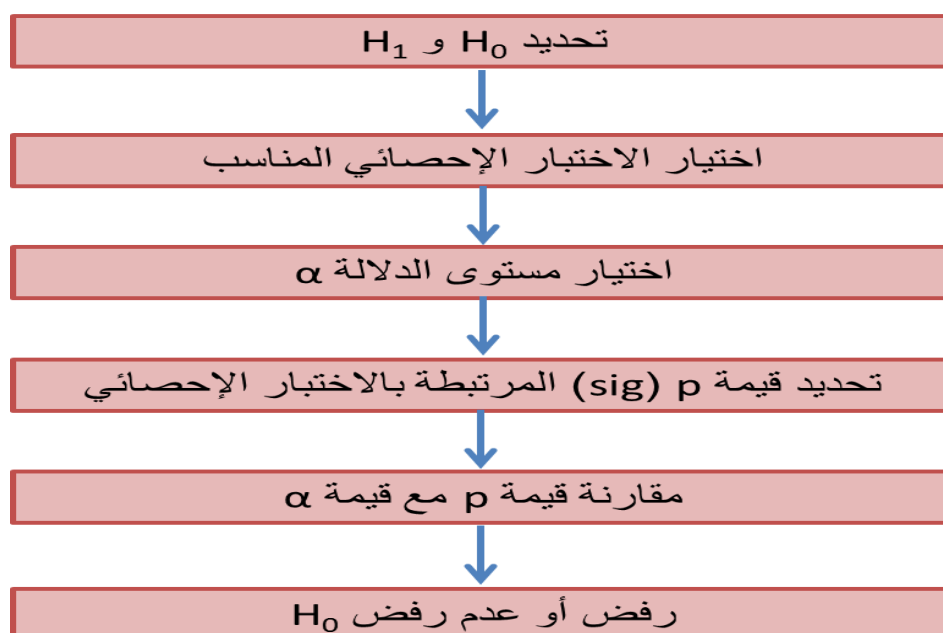 تحديد H₀ و H₁
اختيار الاختبار الإحصائي المناسب
اختيار مستوى الدلالة α
تحديد قيمة p (sig) المرتبطة بالاختبار الإحصائي
مقارنة قيمة p مع قيمة α
رفض أو عدم رفض H₀